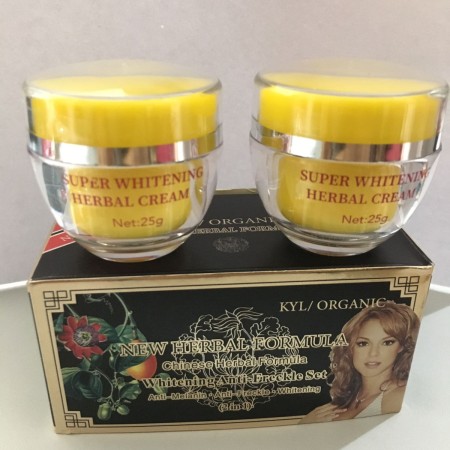 SUPER WHITENING
HERBAL CREAM
Net:25g
SUPER WHITENING
HERBAL CREAM
Net:25g
ORGANIC
HERBAL FORMULA
KYL/ ORGANIC
NEW HERBAL FORMULA
Chinese Herbal Formula
Whitening Anti-Freckle Set
Anti-Melanin · Anti-Freckle · Whitening
(2 in 1)